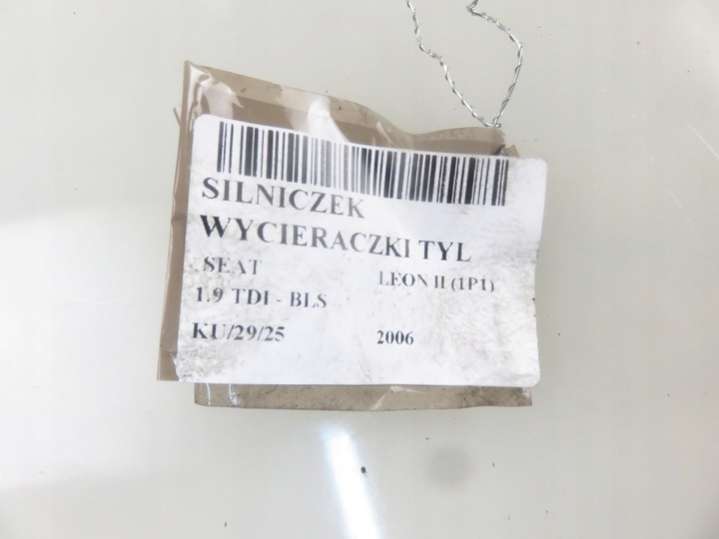 SILNICZEK
WYCIERACZKI TYL
SEAT LEON II (1P1)
1.9 TDI - BLS
KU/29/25 2006